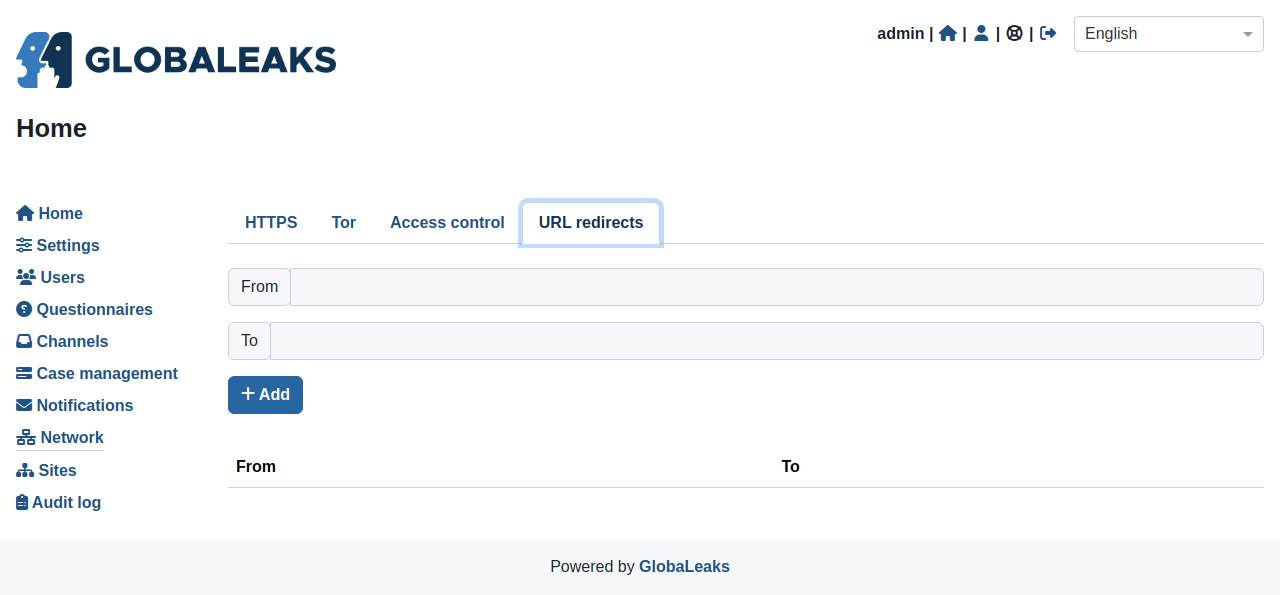 GLOBALEAKS
admin | | | |
English
Home
Home
Settings
Users
Questionnaires
Channels
Case management
Notifications
Network
Sites
Audit log
HTTPS Tor Access control URL redirects
From
To
+ Add
From To
Powered by GlobaLeaks